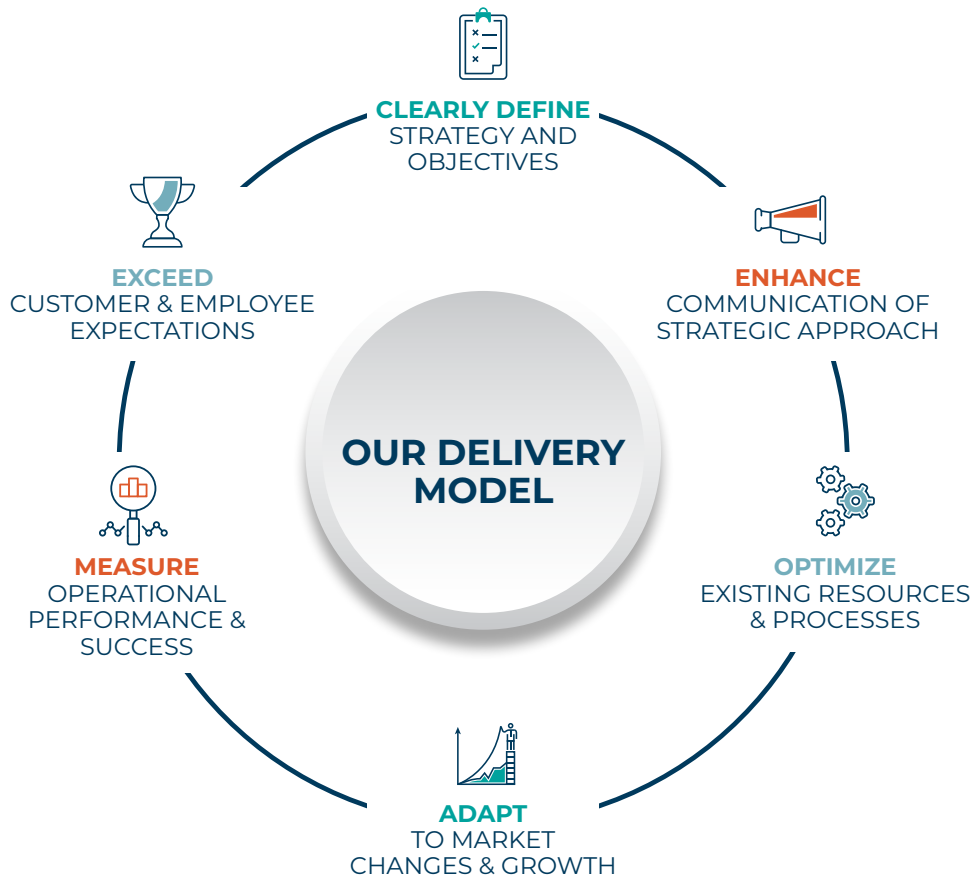 CLEARLY DEFINE
STRATEGY AND
OBJECTIVES
ENHANCE
COMMUNICATION OF
STRATEGIC APPROACH
OPTIMIZE
EXISTING RESOURCES
& PROCESSES
ADAPT
TO MARKET
CHANGES & GROWTH
MEASURE
OPERATIONAL
PERFORMANCE &
SUCCESS
EXCEED
CUSTOMER & EMPLOYEE
EXPECTATIONS
OUR DELIVERY
MODEL